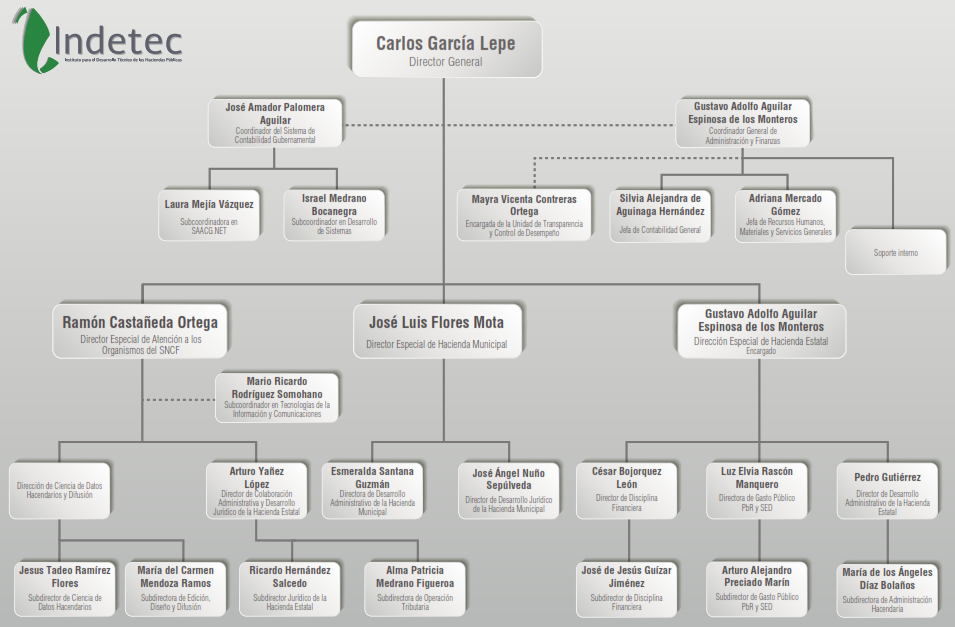 Indetec
Instituto para el Desarrollo Técnico de las Haciendas Públicas
Carlos García Lepe
Director General
José Amador Palomera
Aguilar
Coordinador del Sistema de
Contabilidad Gubernamental
Gustavo Adolfo Aguilar
Espinosa de los Monteros
Coordinador General de
Administración y Finanzas
Laura Mejía Vázquez
Subcoordinadora en
SAACG.NET
Israel Medrano
Bocanegra
Subcoordinador en Desarrollo
de Sistemas
Mayra Vicenta Contreras
Ortega
Encargada de la Unidad de Transparencia
y Control de Desempeño
Silvia Alejandra de
Aguinaga Hernández
Jefa de Contabilidad General
Adriana Mercado
Gómez
Jefa de Recursos Humanos,
Materiales y Servicios Generales
Soporte interno
Ramón Castañeda Ortega
Director Especial de Atención a los
Organismos del SNCF
José Luis Flores Mota
Director Especial de Hacienda Municipal
Gustavo Adolfo Aguilar
Espinosa de los Monteros
Dirección Especial de Hacienda Estatal
Encargado
Mario Ricardo
Rodríguez Somohano
Subcoordinador en Tecnologías de la
Información y Comunicaciones
Dirección de Ciencia de Datos
Hacendarios y Difusión
Arturo Yañez
López
Director de Colaboración
Administrativa y Desarrollo
Jurídico de la Hacienda Estatal
Esmeralda Santana
Guzmán
Directora de Desarrollo
Administrativo de la Hacienda
Municipal
José Ángel Nuño
Sepúlveda
Director de Desarrollo Jurídico
de la Hacienda Municipal
César Bojorquez
León
Director de Disciplina
Financiera
Luz Elvia Rascón
Manquero
Directora de Gasto Público
PbR y SED
Pedro Gutiérrez
Director de Desarrollo
Administrativo de la Hacienda
Estatal
Jesus Tadeo Ramírez
Flores
Subdirector de Ciencia de
Datos Hacendarios
María del Carmen
Mendoza Ramos
Subdirectora de Edición,
Diseño y Difusión
Ricardo Hernández
Salcedo
Subdirector Jurídico de la
Hacienda Estatal
Alma Patricia
Medrano Figueroa
Subdirectora de Operación
Tributaria
José de Jesús Guízar
Jiménez
Subdirector de Disciplina
Financiera
Arturo Alejandro
Preciado Marín
Subdirector de Gasto Público
PbR y SED
María de los Ángeles
Díaz Bolaños
Subdirectora de Administración
Hacendaria